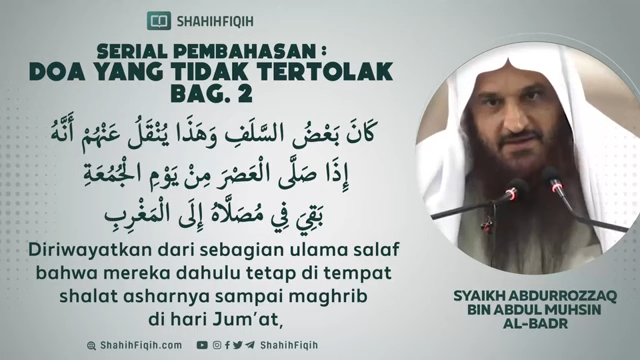 SHAHIHFIQIH
SERIAL PEMBAHASAN :
DOA YANG TIDAK TERTOLAK
BAG. 2
كَانَ بَعْضُ السَّلَفِ وَهَذَا يُنْقَلُ عَنْهُمْ أَنَّهُ
إِذَا صَلَّى الْعَصْرَ مِنْ يَوْمِ الْجُمُعَةِ
بَقِيَ فِي مُصَلَّاهُ إِلَى الْمَغْرِبِ
Diriwayatkan dari sebagian ulama salaf
bahwa mereka dahulu tetap di tempat
shalat asharnya sampai maghrib
di hari Jum'at,
SYAIKH ABDURROZZAQ
BIN ABDUL MUHSIN
AL-BADR
ShahihFiqih.com / ShahihFiqih